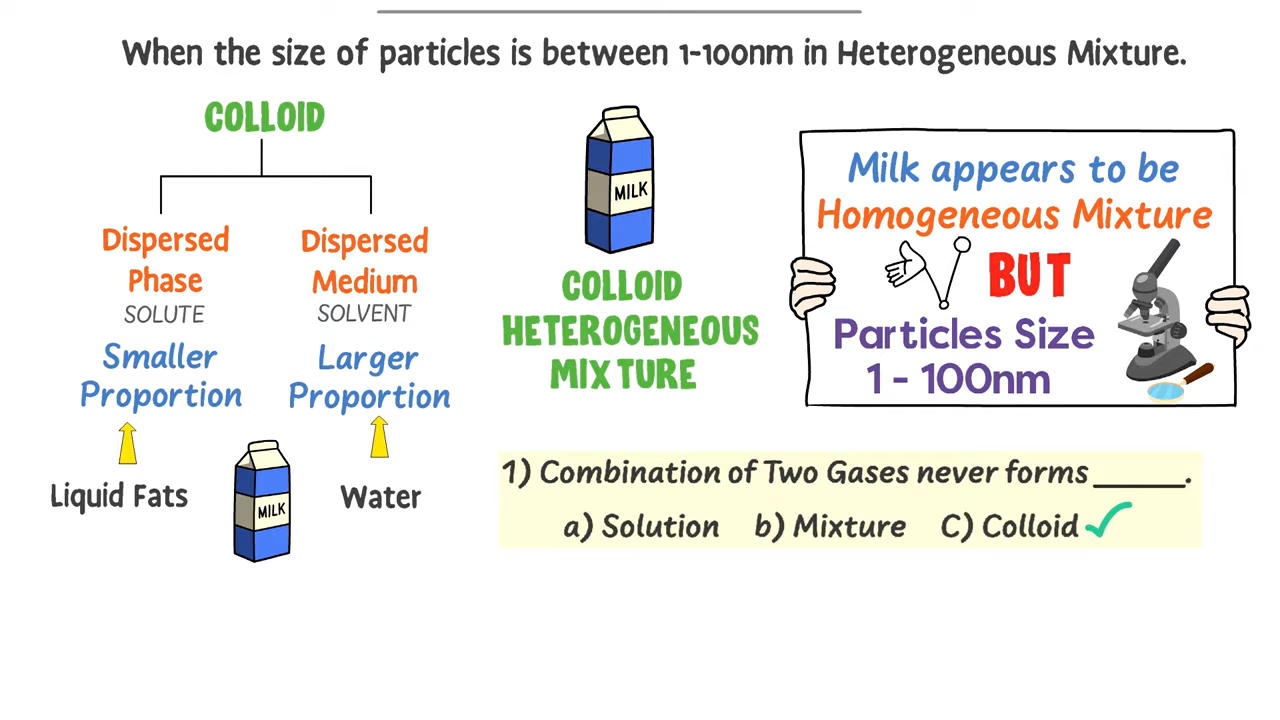 When the size of particles is between 1-100nm in Heterogeneous Mixture.
COLLOID
Dispersed
Phase
SOLUTE
Smaller
Proportion
Liquid Fats
Dispersed
Medium
SOLVENT
Larger
Proportion
Water
MILK
MILK
COLLOID
HETEROGENEOUS
MIXTURE
Milk appears to be
Homogeneous Mixture
BUT
Particles Size
1 - 100nm
1) Combination of Two Gases never forms ______.
a) Solution b) Mixture C) Colloid